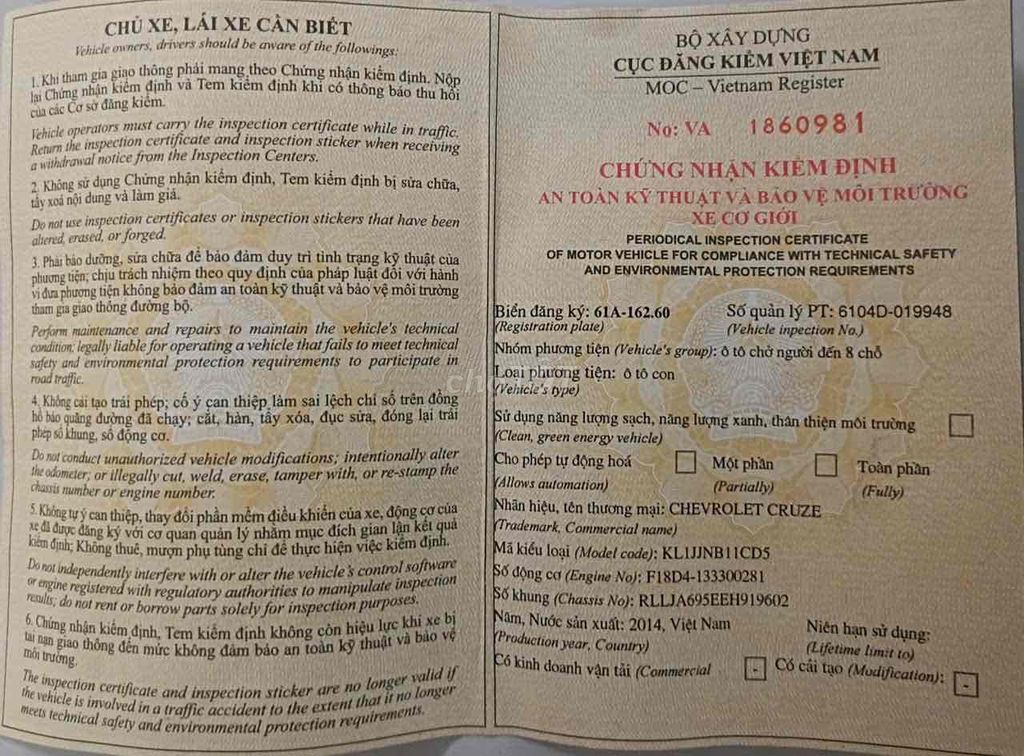 CHỦ XE, LÁI XE CẦN BIẾT
Vehicle owners, drivers should be aware of the followings:
1. Khi tham gia giao thông phải mang theo Chứng nhận kiểm định. Nộp
lại Chứng nhận kiểm định và Tem kiểm định khi có thông báo thu hồi
của các Cơ sở đăng kiểm.
Vehicle operators must carry the inspection certificate while in traffic.
Return the inspection certificate and inspection sticker when receiving
a withdrawal notice from the Inspection Centers.
2. Không sử dụng Chứng nhận kiểm định, Tem kiểm định bị sửa chữa,
tẩy xoá nội dung và làm giả.
Do not use inspection certificates or inspection stickers that have been
altered, erased, or forged.
3. Phải bảo dưỡng, sửa chữa để bảo đảm duy trì tình trạng kỹ thuật của
phương tiện; chịu trách nhiệm theo quy định của pháp luật đối với hành
vi đưa phương tiện không bảo đảm an toàn kỹ thuật và bảo vệ môi trường
tham gia giao thông đường bộ.
Perform maintenance and repairs to maintain the vehicle's technical
condition; legally liable for operating a vehicle that fails to meet technical
safety and environmental protection requirements to participate in
road traffic.
4. Không cải tạo trái phép; cố ý can thiệp làm sai lệch chỉ số trên đồng
hồ báo quãng đường đã chạy; cắt, hàn, tẩy xóa, đục sửa, đóng lại trái
phép số khung, số động cơ.
Do not conduct unauthorized vehicle modifications; intentionally alter
the odometer; or illegally cut, weld, erase, tamper with, or re-stamp the
chassis number or engine number.
5. Không tự ý can thiệp, thay đổi phần mềm điều khiển của xe, động cơ của
xe đã được đăng ký với cơ quan quản lý nhằm mục đích gian lận kết quả
kiểm định; Không thuê, mượn phụ tùng chỉ để thực hiện việc kiểm định.
Do not independently interfere with or alter the vehicle's control software
or engine registered with regulatory authorities to manipulate inspection
results; do not rent or borrow parts solely for inspection purposes.
6. Chứng nhận kiểm định, Tem kiểm định không còn hiệu lực khi xe bị
tai nạn giao thông đến mức không đảm bảo an toàn kỹ thuật và bảo vệ
môi trường.
The inspection certificate and inspection sticker are no longer valid if
the vehicle is involved in a traffic accident to the extent that it no longer
meets technical safety and environmental protection requirements.
BỘ XÂY DỰNG
CỤC ĐĂNG KIỂM VIỆT NAM
MOC – Vietnam Register
No: VA 1860981
CHỨNG NHẬN KIỂM ĐỊNH
AN TOÀN KỸ THUẬT VÀ BẢO VỆ MÔI TRƯỜNG
XE CƠ GIỚI
PERIODICAL INSPECTION CERTIFICATE
OF MOTOR VEHICLE FOR COMPLIANCE WITH TECHNICAL SAFETY
AND ENVIRONMENTAL PROTECTION REQUIREMENTS
Biển đăng ký: 61A-162.60 Số quản lý PT: 6104D-019948
(Registration plate) (Vehicle inpection No.)
Nhóm phương tiện (Vehicle's group): ô tô chở người đến 8 chỗ
Loại phương tiện: ô tô con
(Vehicle's type)
Sử dụng năng lượng sạch, năng lượng xanh, thân thiện môi trường
(Clean, green energy vehicle)
Cho phép tự động hoá Một phần Toàn phần
(Allows automation) (Partially) (Fully)
Nhãn hiệu, tên thương mại: CHEVROLET CRUZE
(Trademark, Commercial name)
Mã kiểu loại (Model code): KL1JJNB11CD5
Số động cơ (Engine No): F18D4-133300281
Số khung (Chassis No): RLLJA695EEH919602
Năm, Nước sản xuất: 2014, Việt Nam Niên hạn sử dụng:
(Production year, Country) (Lifetime limit to)
Có kinh doanh vận tải (Commercial - Có cải tạo (Modification): -